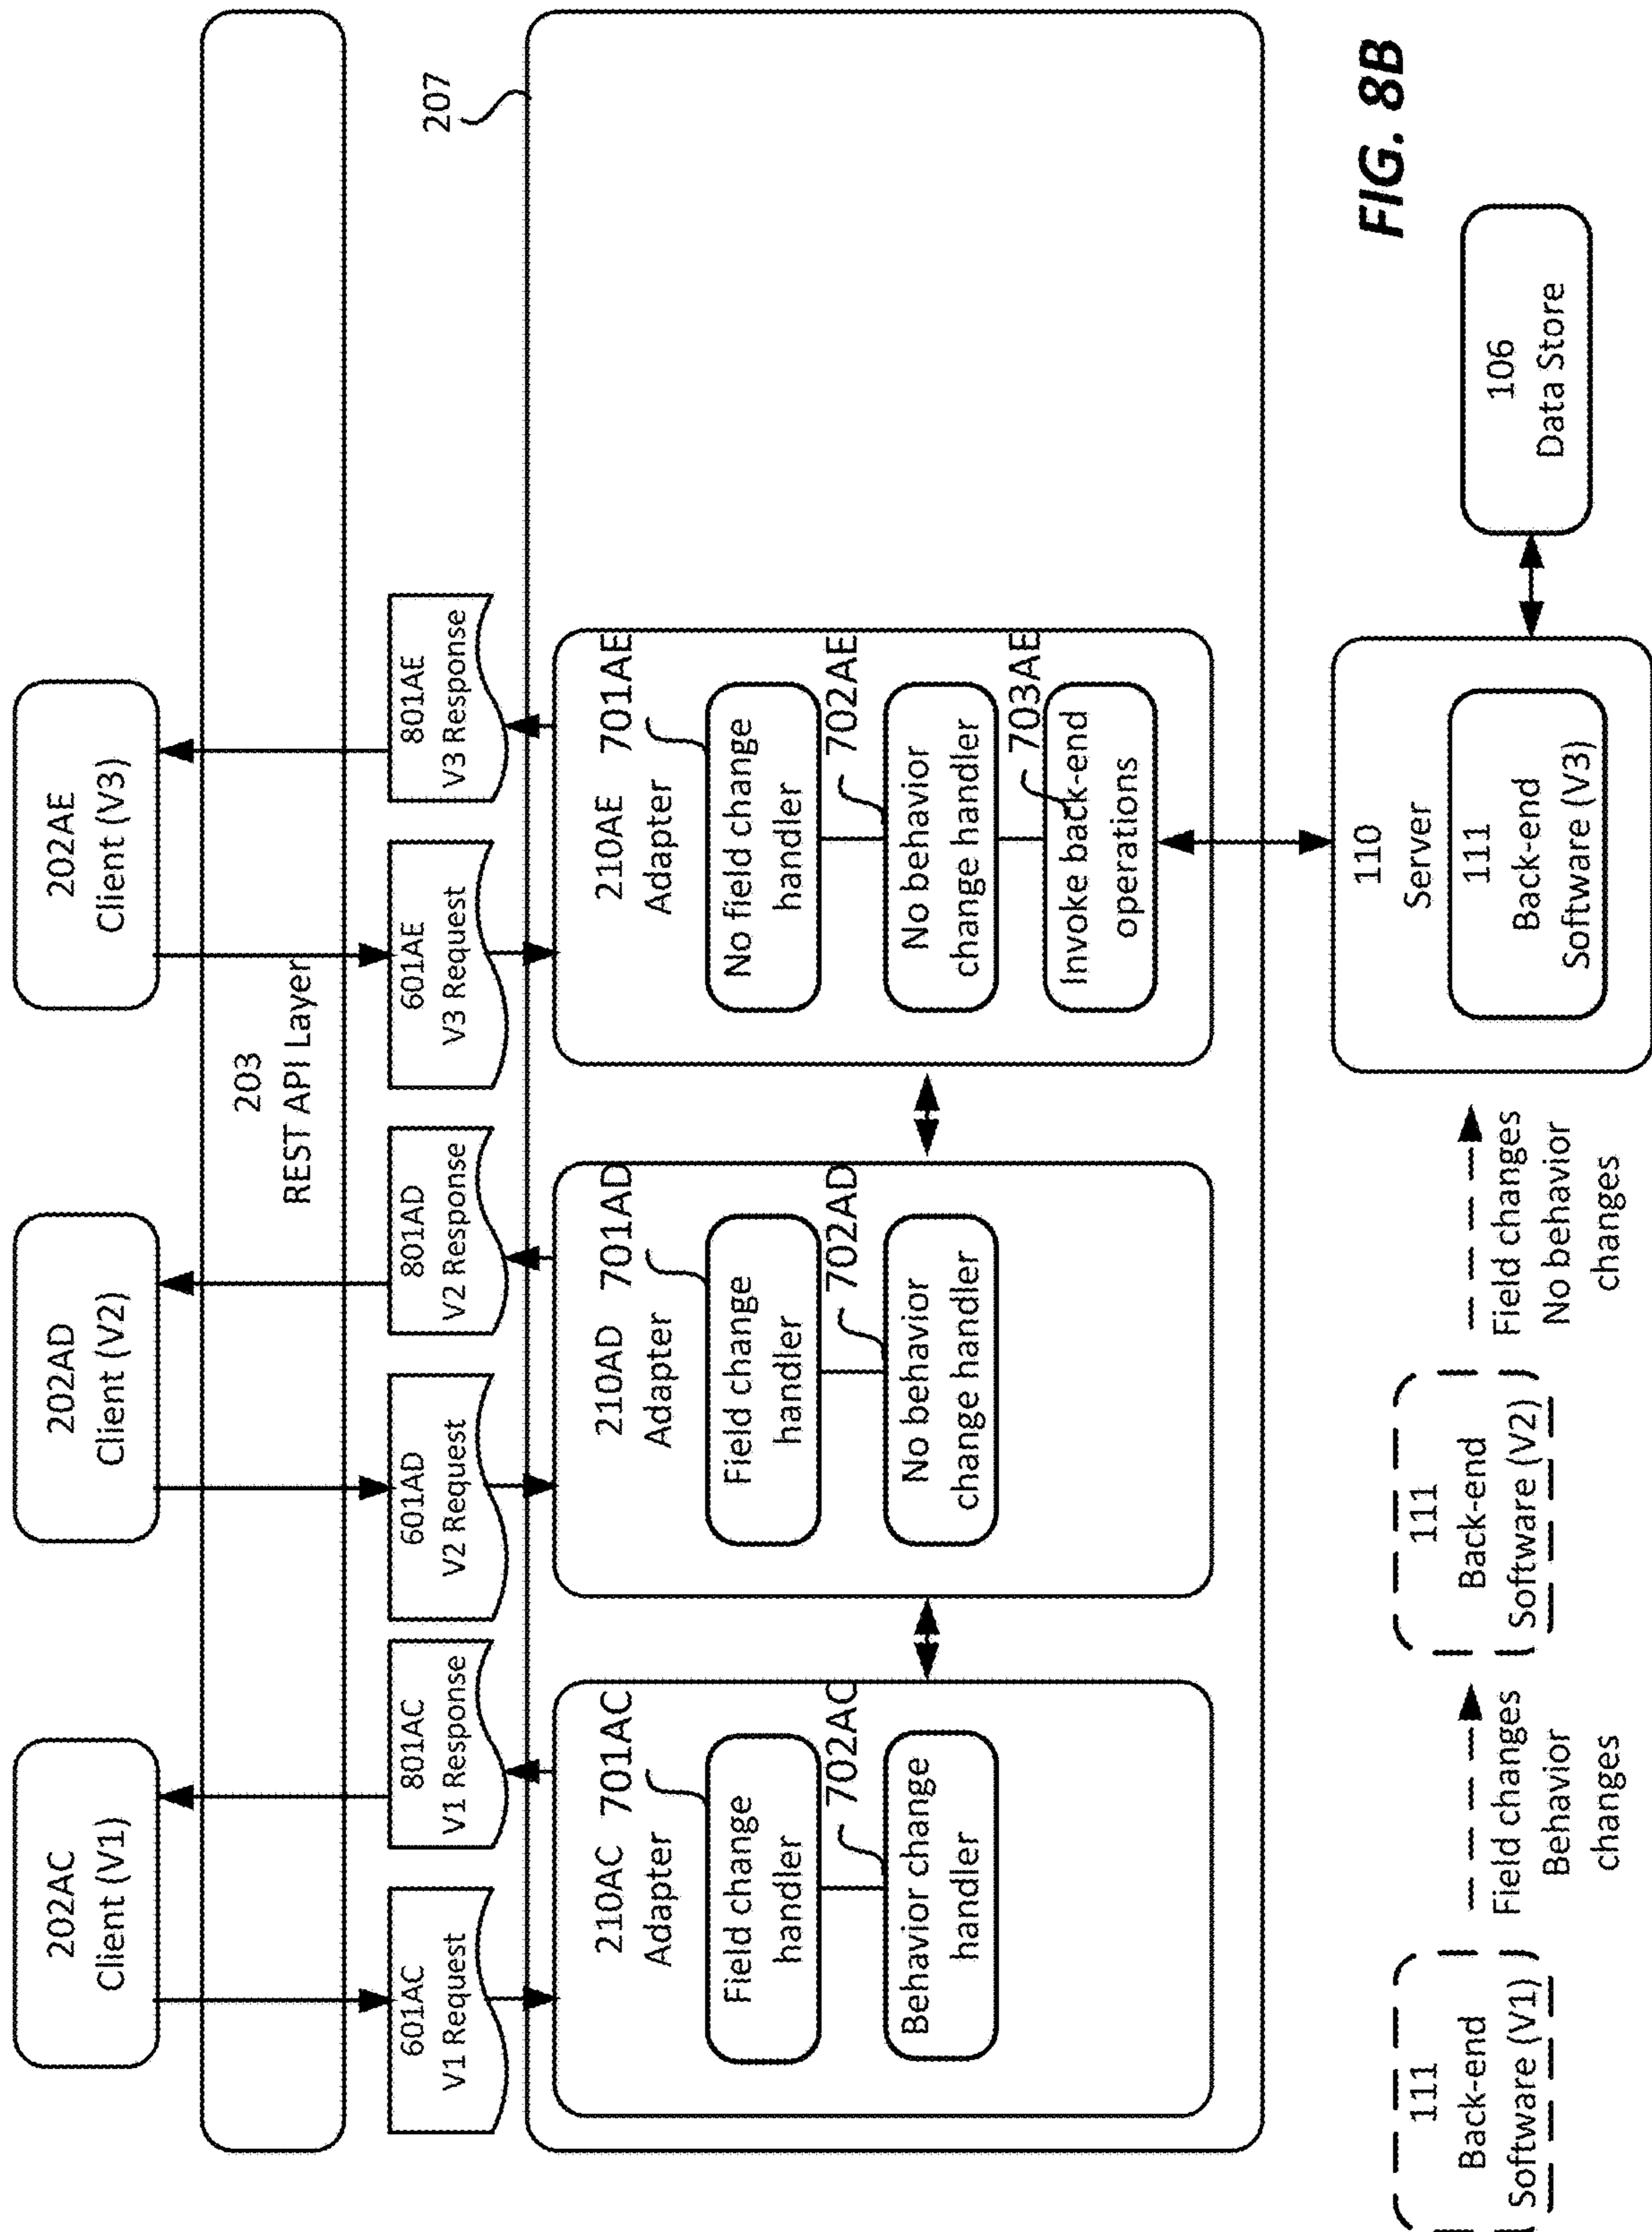 202AC
Client (V1)
202AD
Client (V2)
202AE
Client (V3)
203
REST API Layer
601AC
V1 Request
801AC
V1 Response
601AD
V2 Request
801AD
V2 Response
601AE
V3 Request
801AE
V3 Response
207
210AC
Adapter
701AC
Field change
handler
702AC
Behavior change
handler
210AD
Adapter
701AD
Field change
handler
702AD
No behavior
change handler
210AE
Adapter
701AE
No field change
handler
702AE
No behavior
change handler
703AE
Invoke back-end
operations
111
Back-end
Software (V1)
Field changes
Behavior
changes
111
Back-end
Software (V2)
Field changes
No behavior
changes
110
Server
111
Back-end
Software (V3)
106
Data Store
FIG. 8B